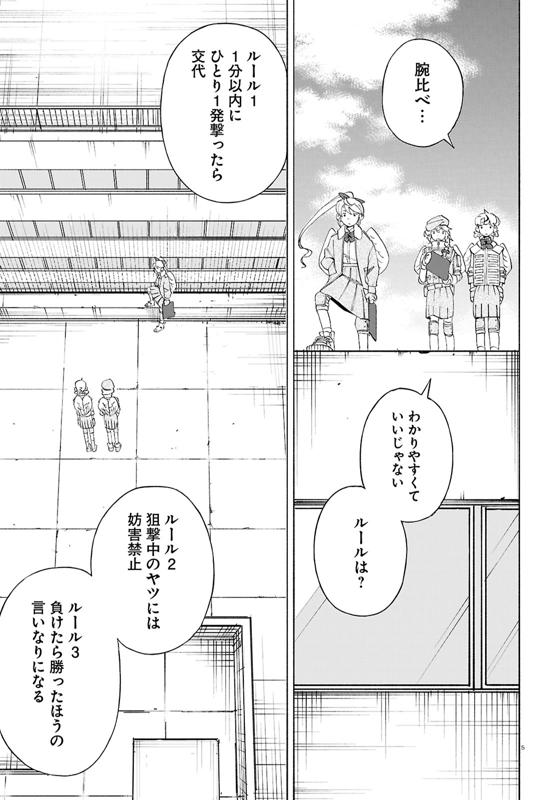 腕比べ…
わかりやすくて
いいじゃない
ルールは？
ルール1
1分以内に
ひとり1発撃ったら
交代
ルール2
狙撃中のヤツには
妨害禁止
ルール3
負けたら勝ったほうの
言いなりになる
5